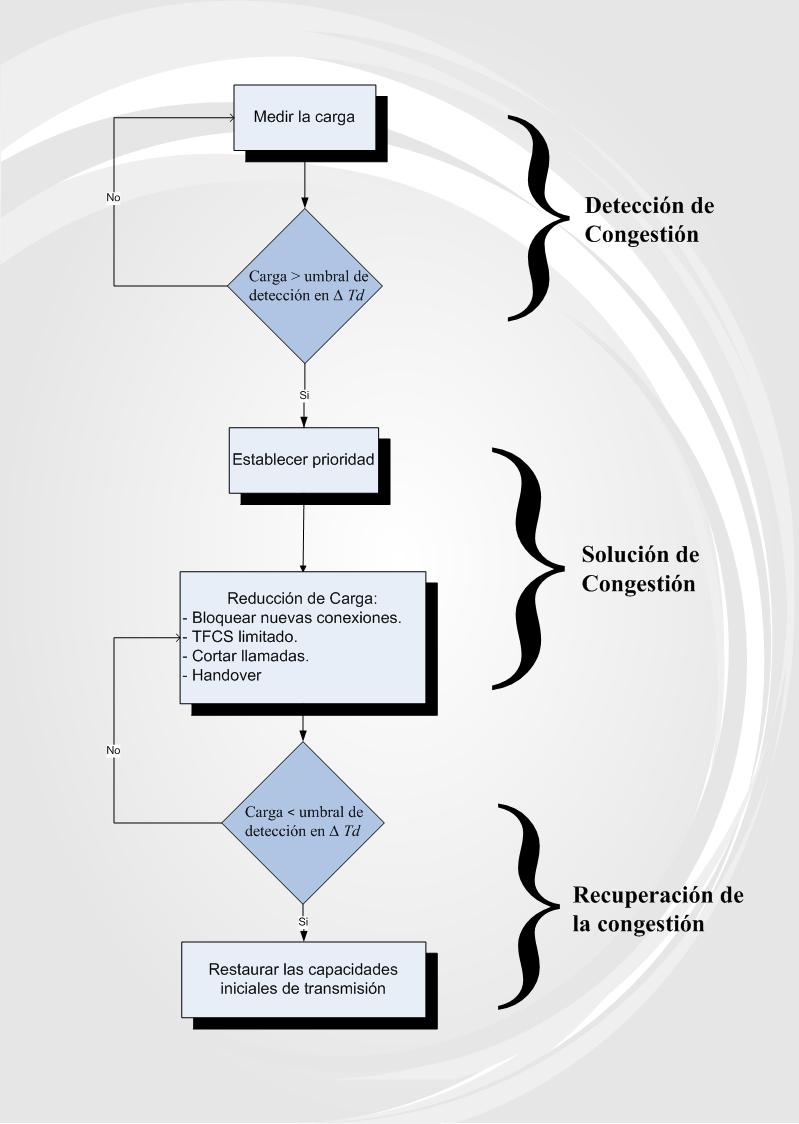 Medir la carga
No
Detección de
Congestión
Carga > umbral de
detección en Δ Td
Si
Establecer prioridad
Solución de
Congestión
Reducción de Carga:
- Bloquear nuevas conexiones.
- TFCS limitado.
- Cortar llamadas.
- Handover
No
Carga < umbral de
detección en Δ Td
Recuperación de
la congestión
Si
Restaurar las capacidades
iniciales de transmisión